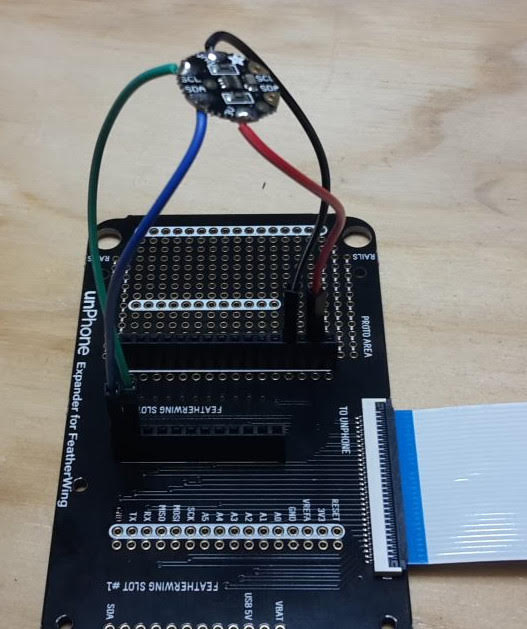 SCL
SDA
SCL
SDA
RAILS
RAILS
unPhone
Expander for FeatherWing
PROTO AREA
FEATHERWING SLOT
TO UNPHONE
TX
RX
MISO
MOSI
SCK
A5
A4
A3
A2
A1
A0
GND
VREF
3V3
RESET
FEATHERWING SLOT #1
SDA
USB 5V
VBAT